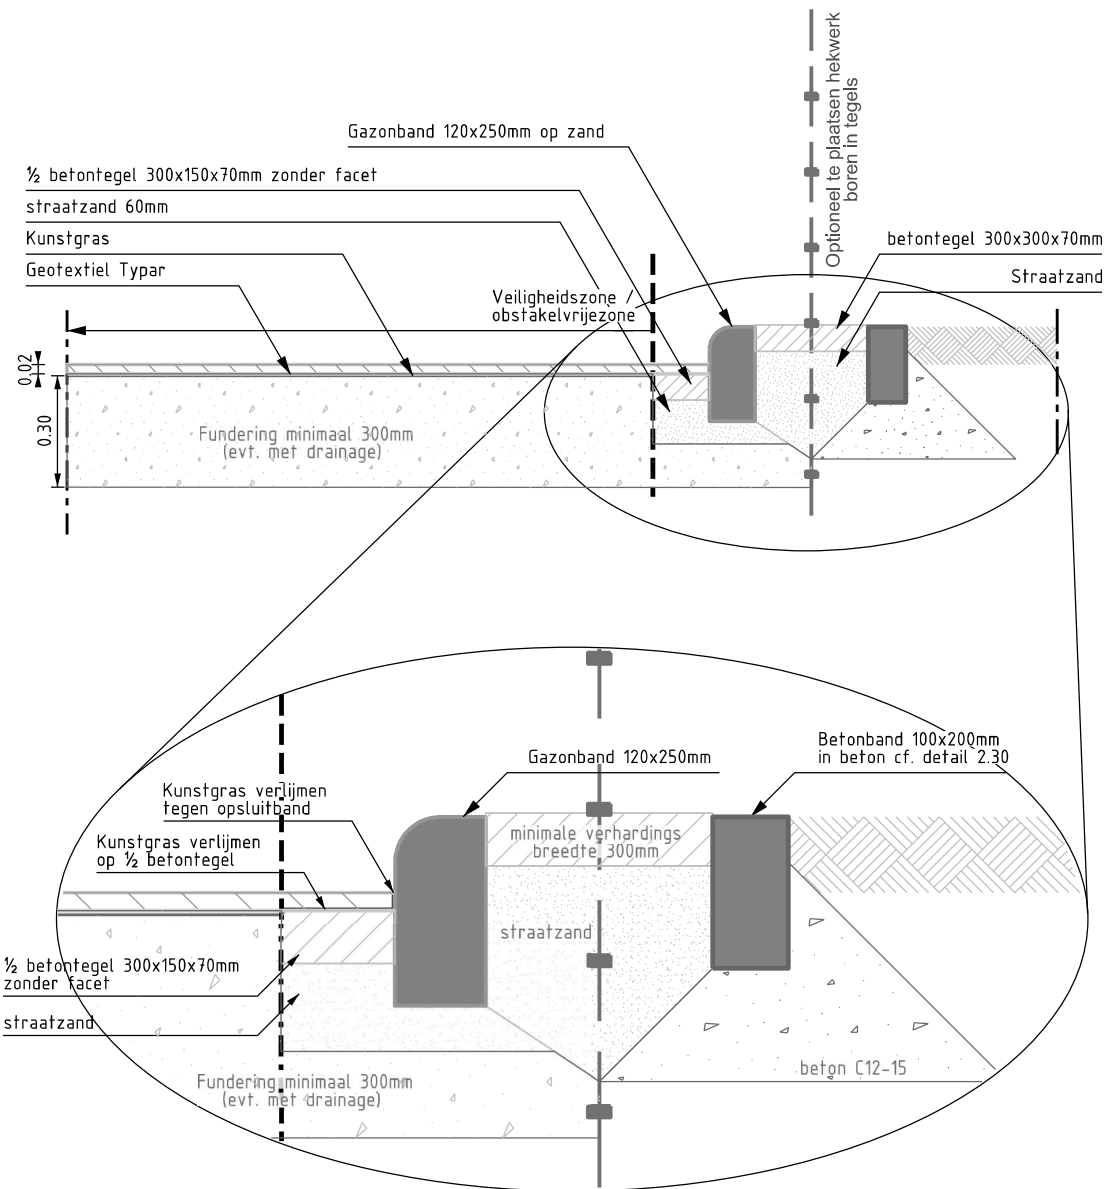 Optioneel te plaatsen hekwerk
boren in tegels
Gazonband 120x250mm op zand
½ betontegel 300x150x70mm zonder facet
straatzand 60mm
Kunstgras
Geotextiel Typar
betontegel 300x300x70mm
Straatzand
Veiligheidszone /
obstakelvrijezone
0.02
0.30
Fundering minimaal 300mm
(evt. met drainage)
Betonband 100x200mm
in beton cf. detail 2.30
Gazonband 120x250mm
Kunstgras verlijmen
tegen opsluitband
Kunstgras verlijmen
op ½ betontegel
minimale verhardings
breedte 300mm
straatzand
½ betontegel 300x150x70mm
zonder facet
straatzand
beton C12-15
Fundering minimaal 300mm
(evt. met drainage)